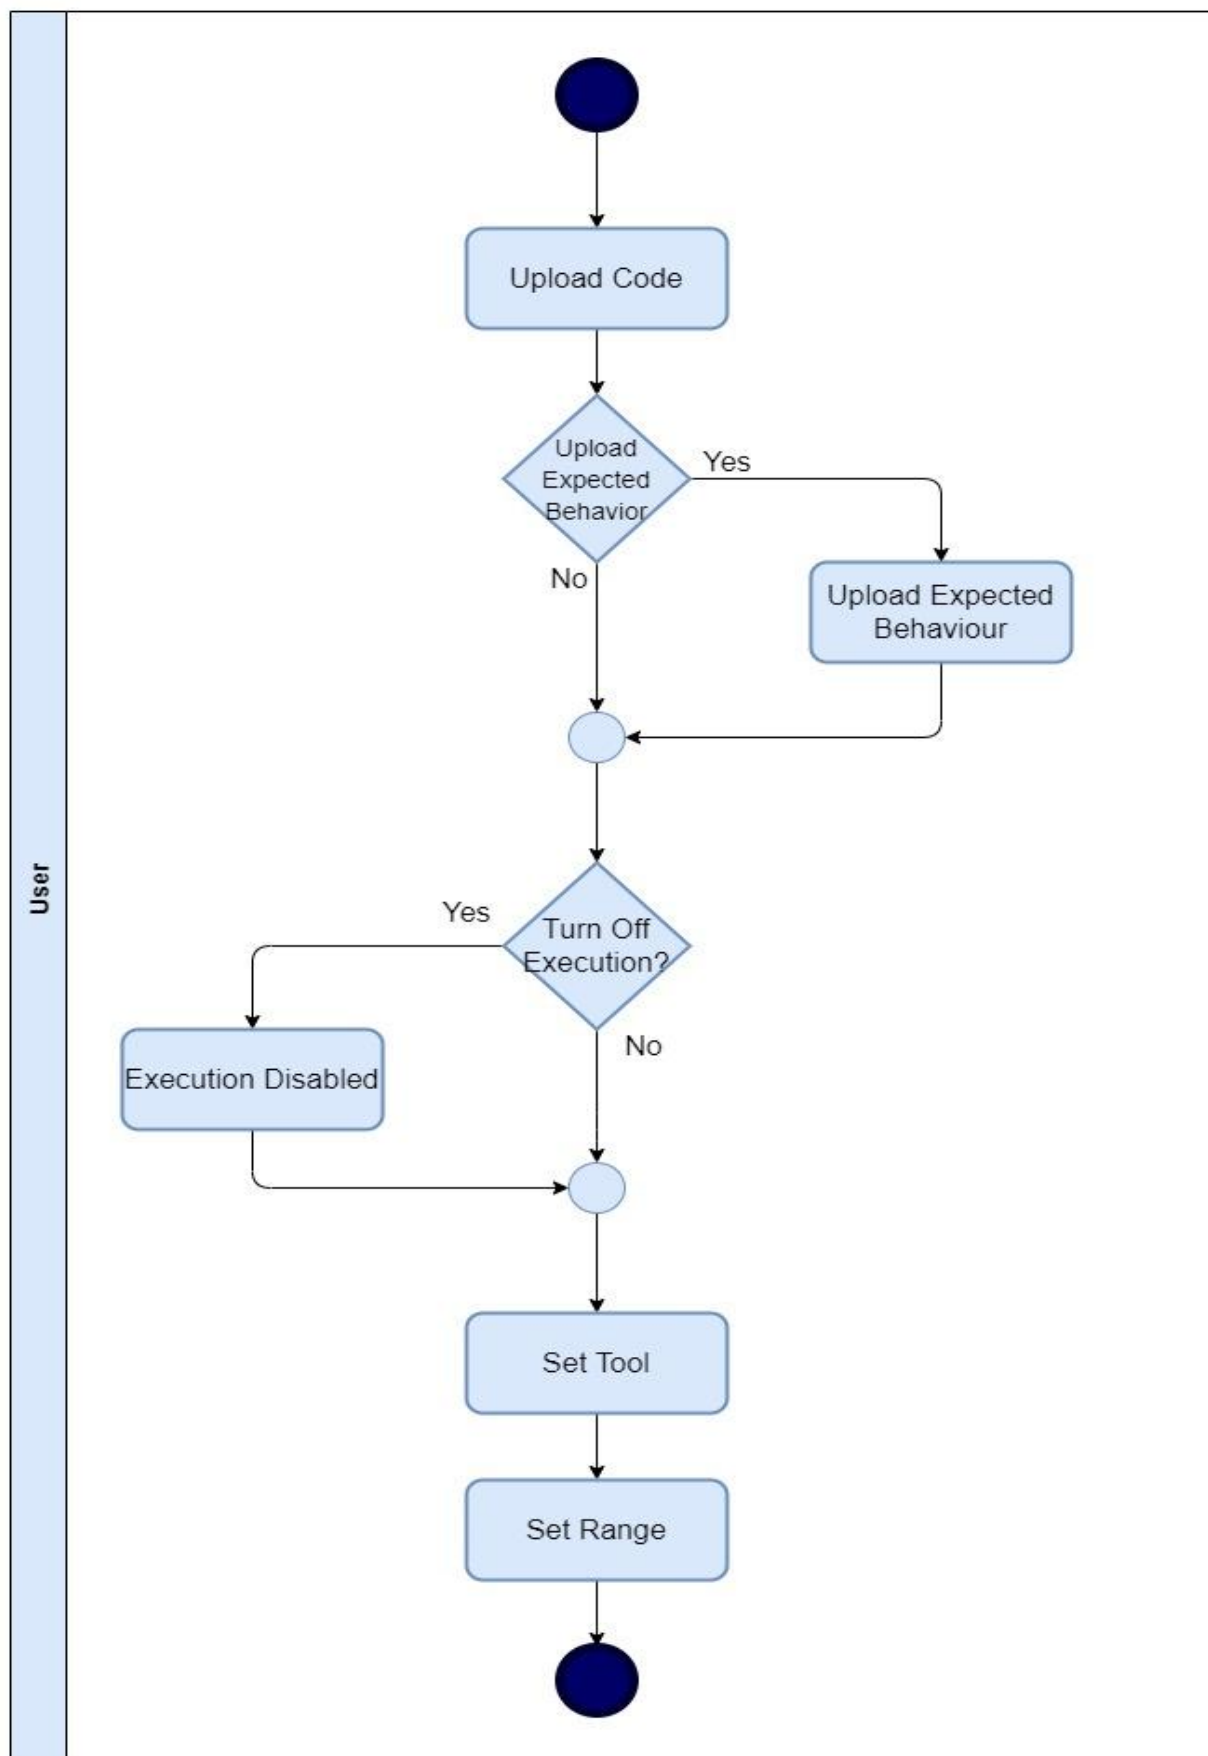 Upload Code
Upload
Expected
Behavior
Yes
No
Upload Expected
Behaviour
User
Turn Off
Execution?
Yes
No
Execution Disabled
Set Tool
Set Range